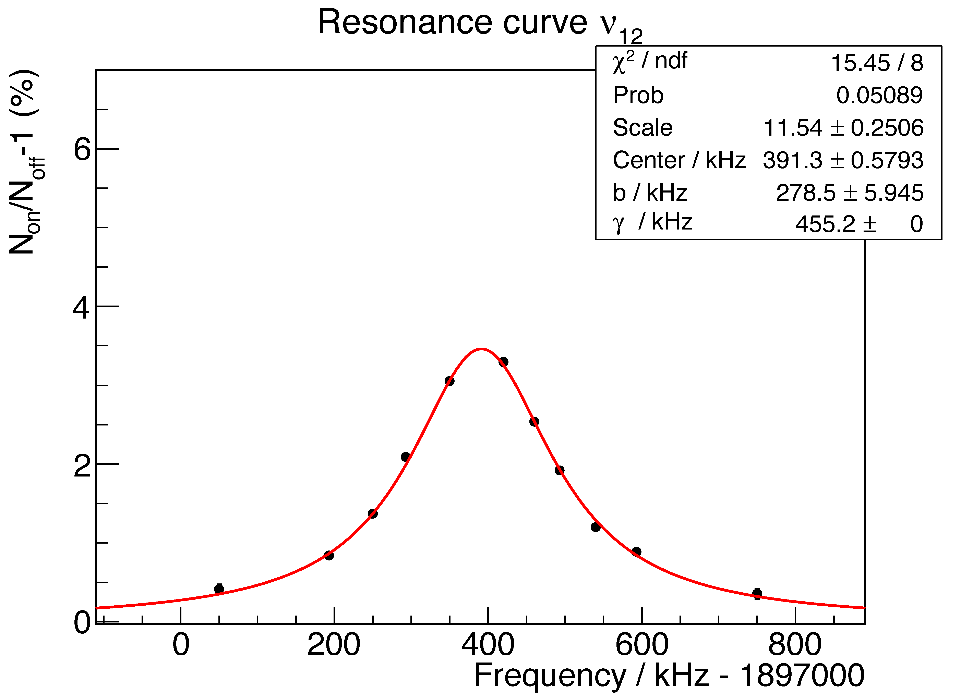 Resonance curve ν₁₂
χ² / ndf 15.45 / 8
Prob 0.05089
Scale 11.54 ± 0.2506
Center / kHz 391.3 ± 0.5793
b / kHz 278.5 ± 5.945
γ / kHz 455.2 ± 0
N_on/N_off-1 (%)
6
4
2
0
0 200 400 600 800
Frequency / kHz - 1897000